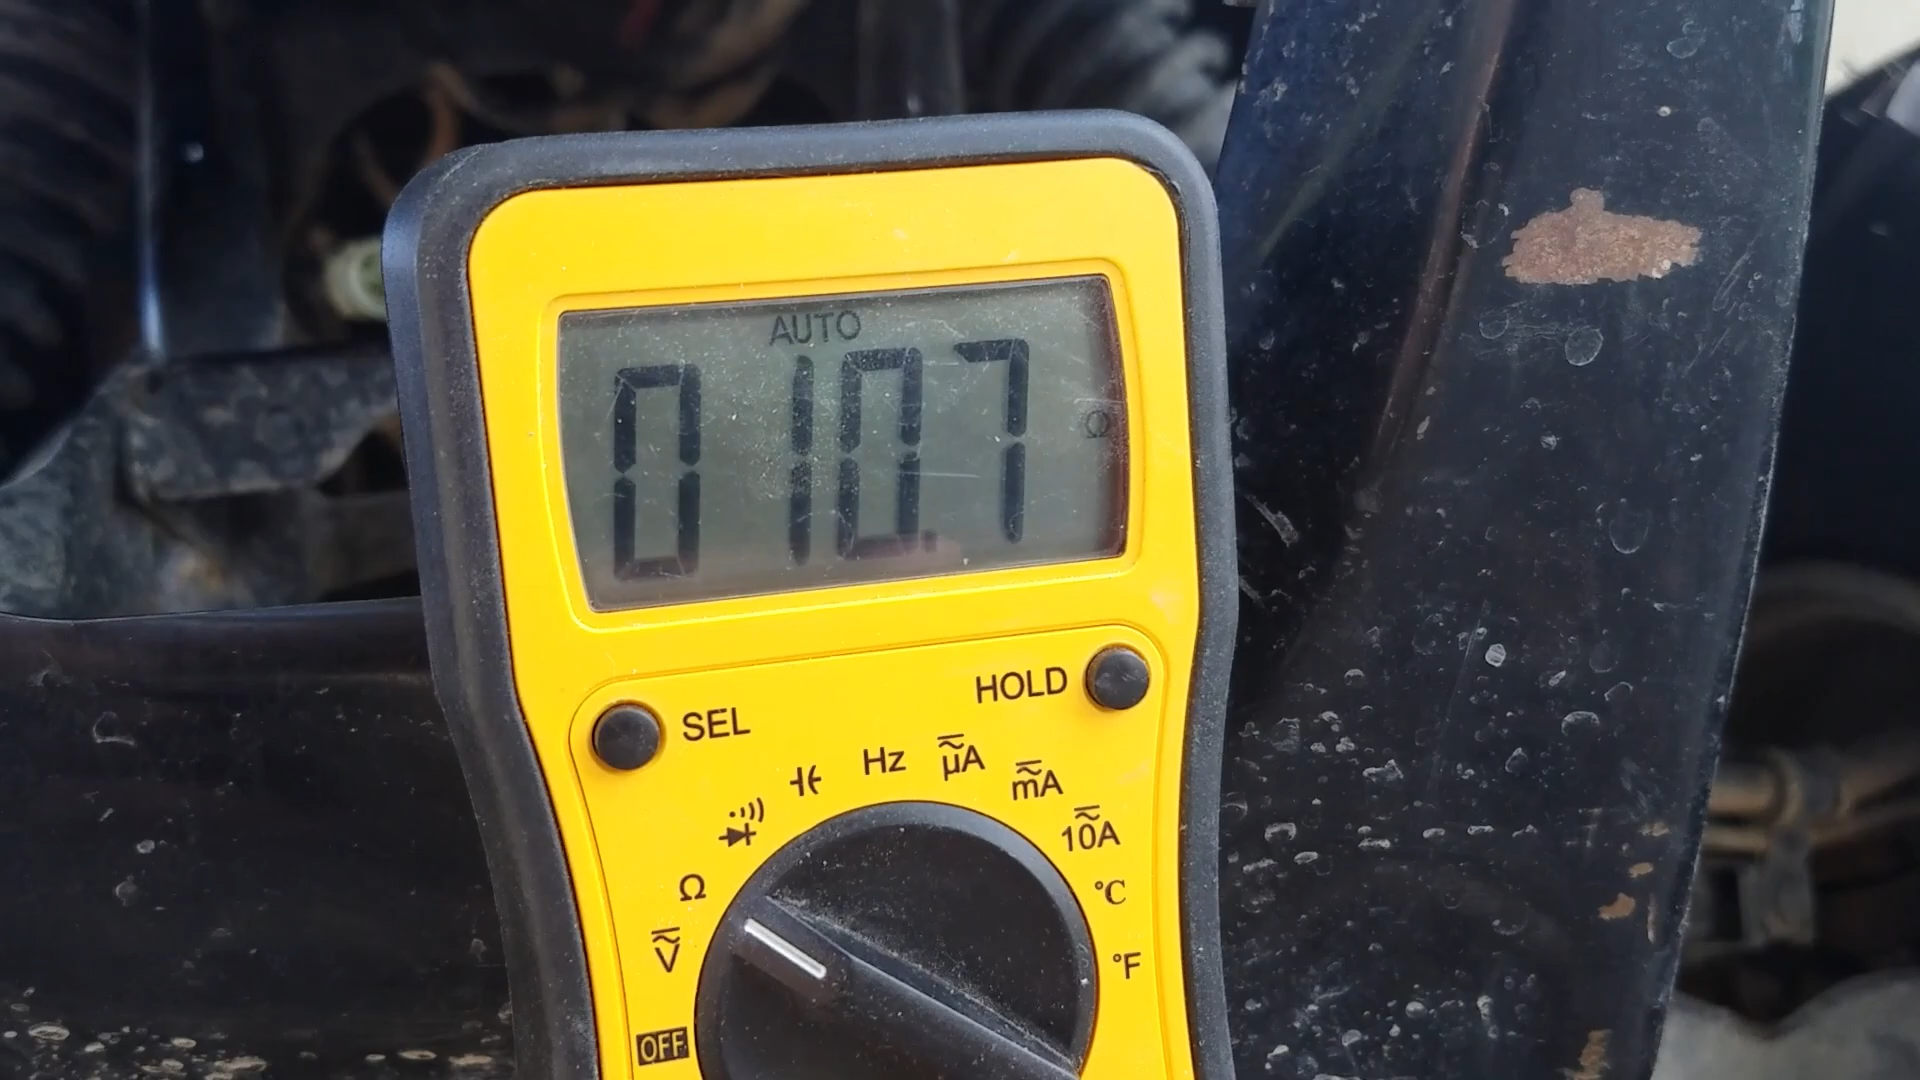 AUTO
010.7 Ω
HOLD
SEL
Hz
μA
mA
10A
Ω
℃
V
℉
OFF